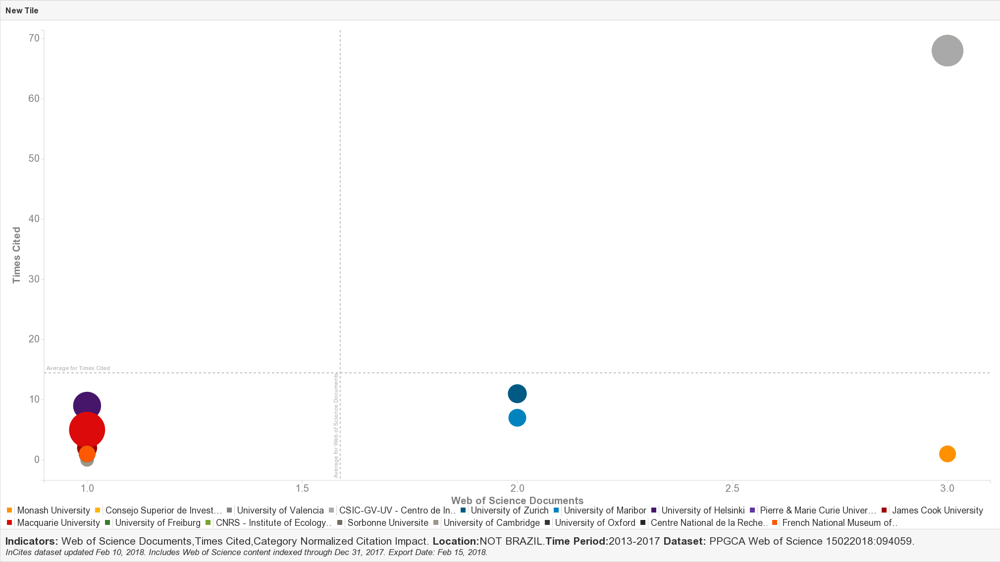 New Tile
70
60
50
40
30
20
10
0
Times Cited
Average for Times Cited
Average for Web of Science Documents
1.0 1.5 2.0 2.5 3.0
Web of Science Documents
Monash University Consejo Superior de Invest... University of Valencia CSIC-GV-UV - Centro de In.. University of Zurich University of Maribor University of Helsinki Pierre & Marie Curie Univer... James Cook University
Macquarie University University of Freiburg CNRS - Institute of Ecology.. Sorbonne Universite University of Cambridge University of Oxford Centre National de la Reche.. French National Museum of..
Indicators: Web of Science Documents,Times Cited,Category Normalized Citation Impact. Location:NOT BRAZIL.Time Period:2013-2017 Dataset: PPGCA Web of Science 15022018:094059.
InCites dataset updated Feb 10, 2018. Includes Web of Science content indexed through Dec 31, 2017. Export Date: Feb 15, 2018.